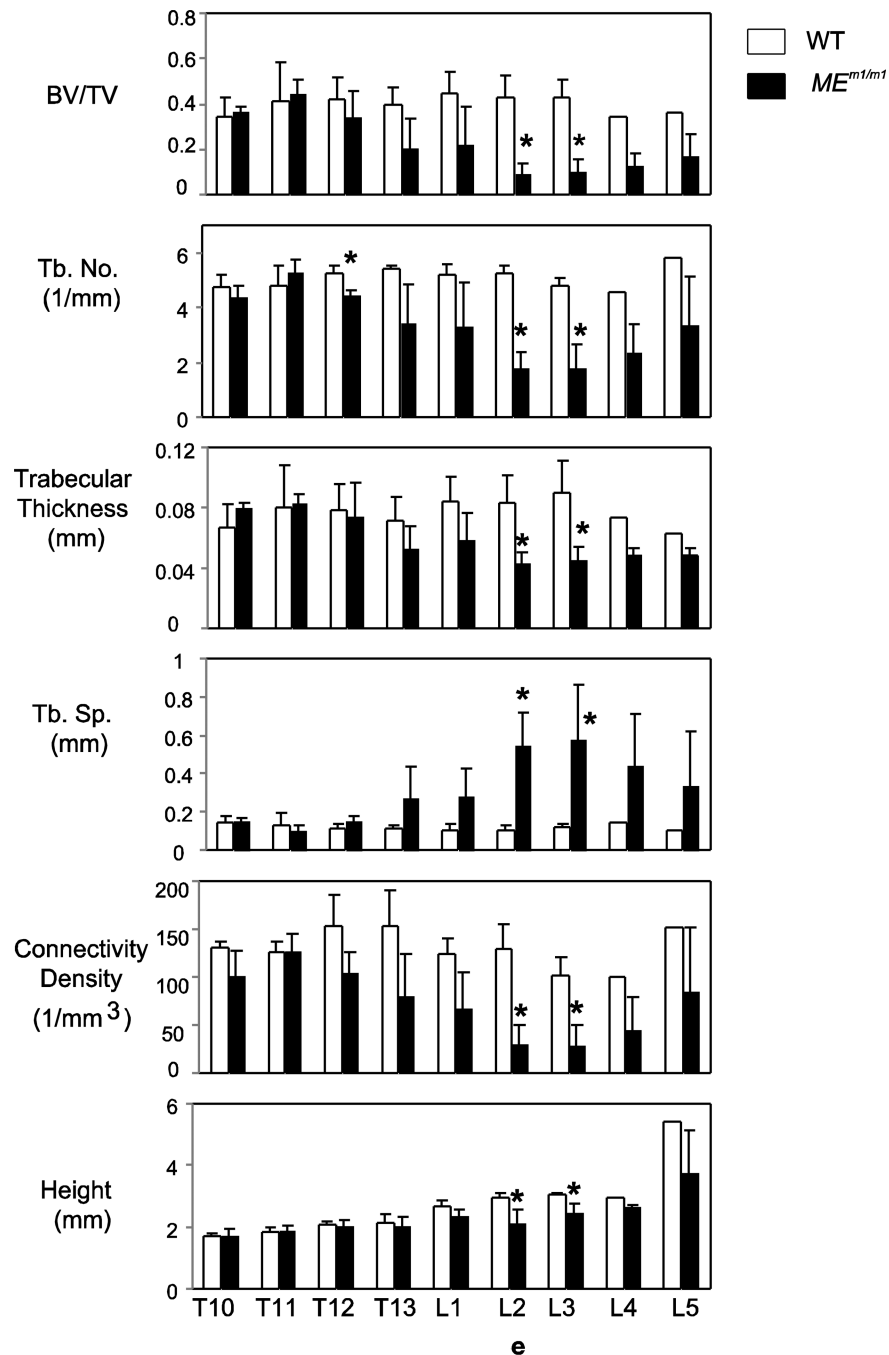 WT
ME^m1/m1
BV/TV
0.8
0.6
0.4
0.2
0
*
*
Tb. No.
(1/mm)
6
4
2
0
*
*
*
Trabecular
Thickness
(mm)
0.12
0.08
0.04
0
*
*
Tb. Sp.
(mm)
1
0.8
0.6
0.4
0.2
0
*
*
Connectivity
Density
(1/mm3)
200
150
100
50
0
*
*
Height
(mm)
6
4
2
0
*
*
T10 T11 T12 T13 L1 L2 L3 L4 L5
e